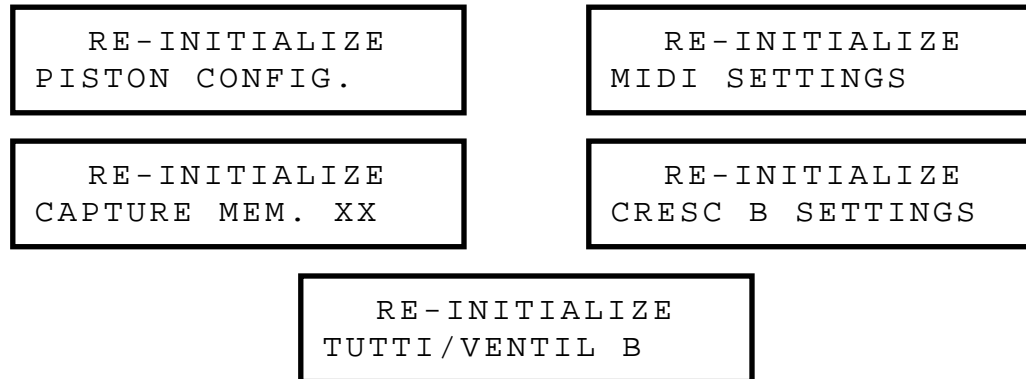 RE-INITIALIZE
PISTON CONFIG.
RE-INITIALIZE
MIDI SETTINGS
RE-INITIALIZE
CAPTURE MEM. XX
RE-INITIALIZE
CRESC B SETTINGS
RE-INITIALIZE
TUTTI/VENTIL B